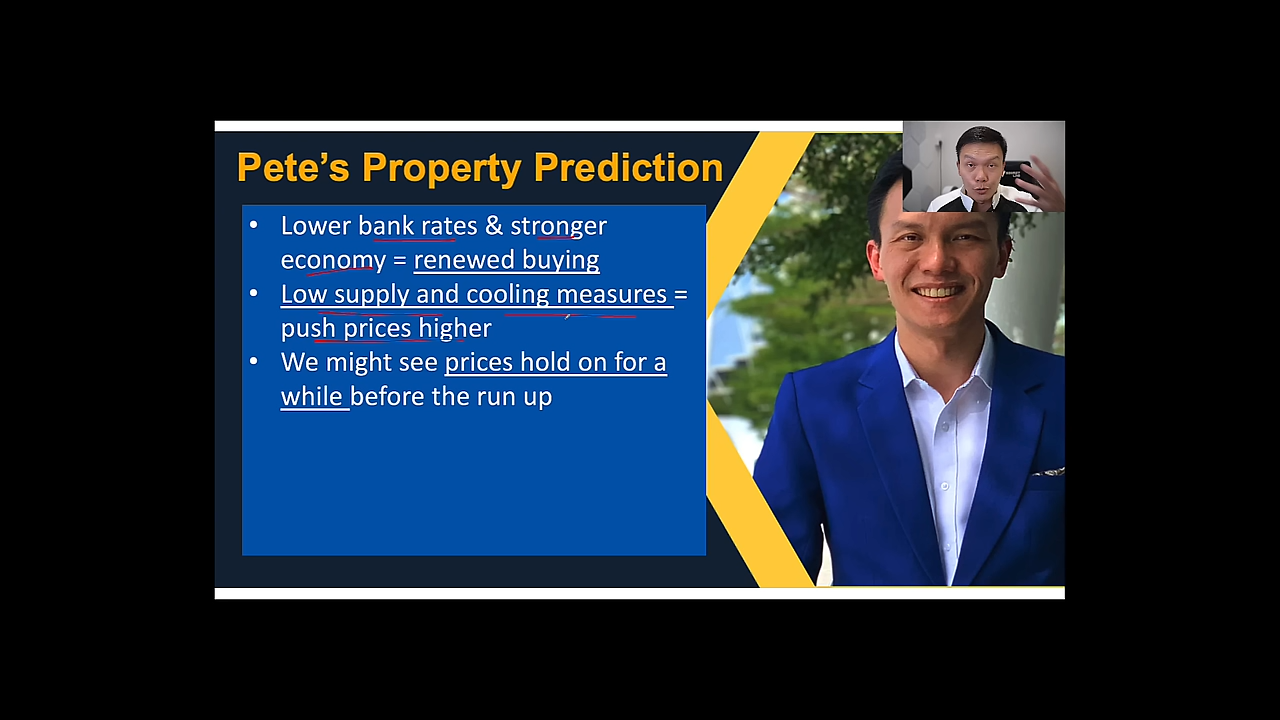 Pete's Property Prediction
• Lower bank rates & stronger
economy = renewed buying
• Low supply and cooling measures =
push prices higher
• We might see prices hold on for a
while before the run up